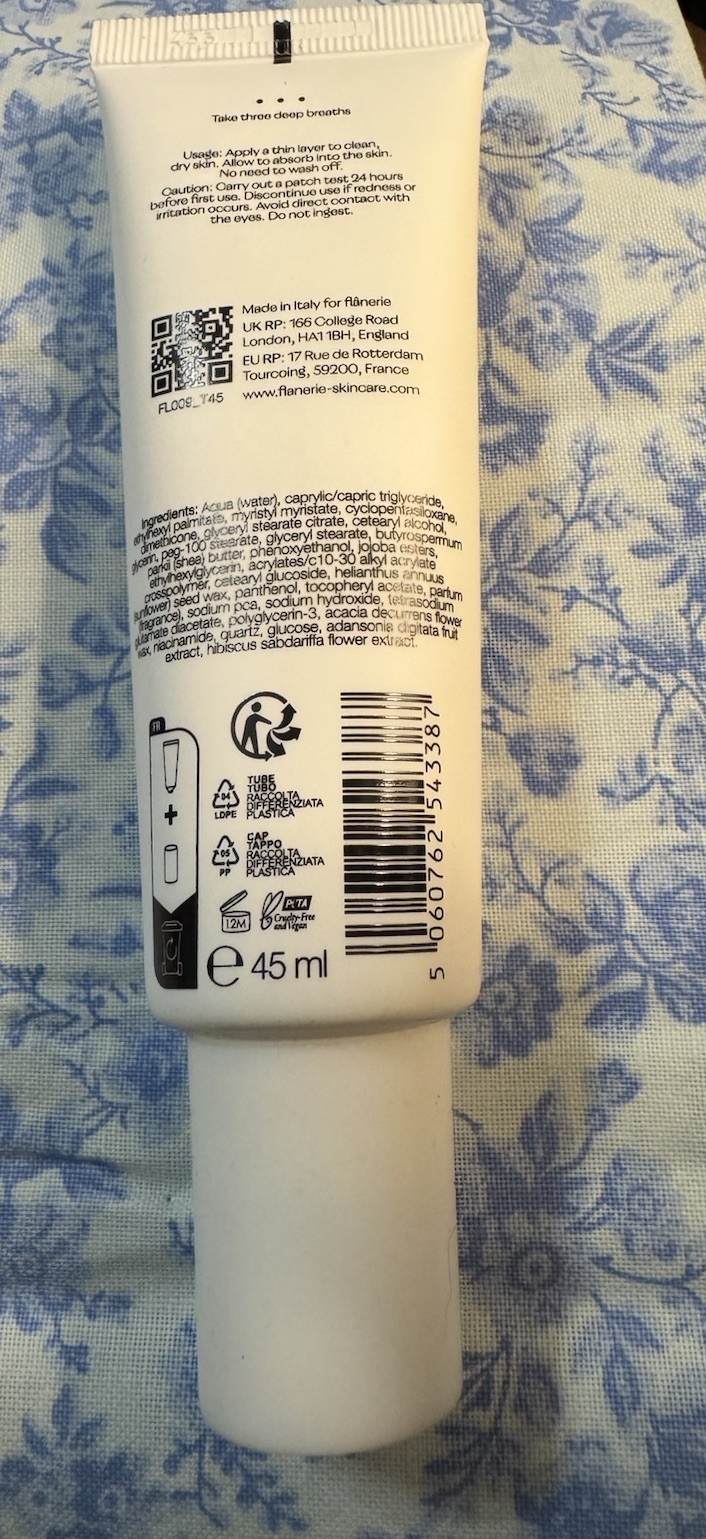 Take three deep breaths
Usage: Apply a thin layer to clean,
dry skin. Allow to absorb into the skin.
No need to wash off.
Caution: Carry out a patch test 24 hours
before first use. Discontinue use if redness or
irritation occurs. Avoid direct contact with
the eyes. Do not ingest.
Made in Italy for flânerie
UK RP: 166 College Road
London, HA1 1BH, England
EU RP: 17 Rue de Rotterdam
Tourcoing, 59200, France
www.flanerie-skincare.com
FL009_T45
Ingredients: Aqua (water), caprylic/capric triglyceride,
ethylhexyl palmitate, myristyl myristate, cyclopentasiloxane,
dimethicone, glyceryl stearate citrate, cetearyl alcohol,
glycerin, peg-100 stearate, glyceryl stearate, butyrospermum
parkii (shea) butter, phenoxyethanol, jojoba esters,
ethylhexylglycerin, acrylates/c10-30 alkyl acrylate
crosspolymer, cetearyl glucoside, helianthus annuus
(sunflower) seed wax, panthenol, tocopheryl acetate, parfum
(fragrance), sodium pca, sodium hydroxide, tetrasodium
glutamate diacetate, polyglycerin-3, acacia decurrens flower
wax, niacinamide, quartz, glucose, adansonia digitata fruit
extract, hibiscus sabdariffa flower extract.
FR
04
LDPE
TUBE
TUBO
RACCOLTA
DIFFERENZIATA
PLASTICA
05
PP
CAP
TAPPO
RACCOLTA
DIFFERENZIATA
PLASTICA
12M
PETA
Cruelty-Free
and Vegan
e 45 ml
5 060762 543387